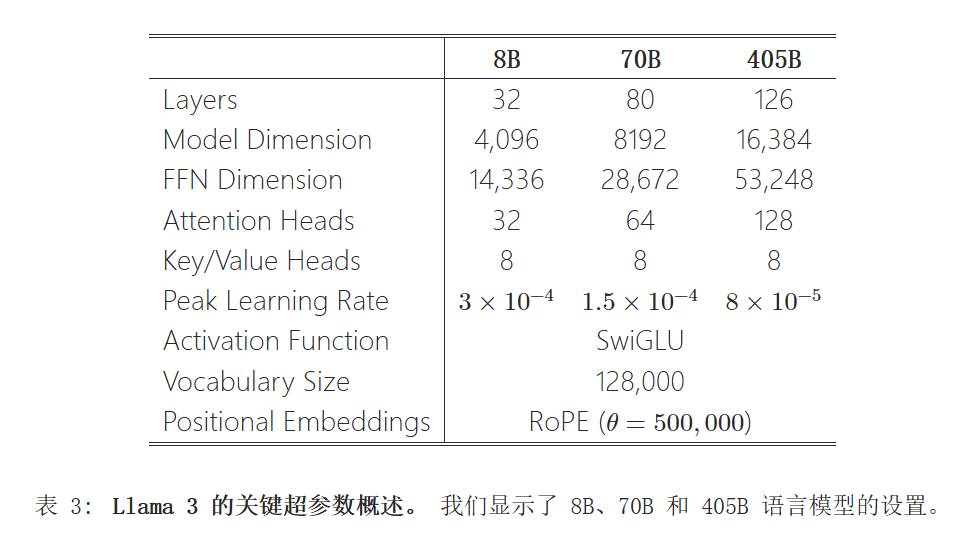 8B 70B 405B
Layers 32 80 126
Model Dimension 4,096 8192 16,384
FFN Dimension 14,336 28,672 53,248
Attention Heads 32 64 128
Key/Value Heads 8 8 8
Peak Learning Rate 3 × 10⁻⁴ 1.5 × 10⁻⁴ 8 × 10⁻⁵
Activation Function SwiGLU
Vocabulary Size 128,000
Positional Embeddings RoPE (θ = 500, 000)
表 3: Llama 3 的关键超参数概述。 我们显示了 8B、70B 和 405B 语言模型的设置。